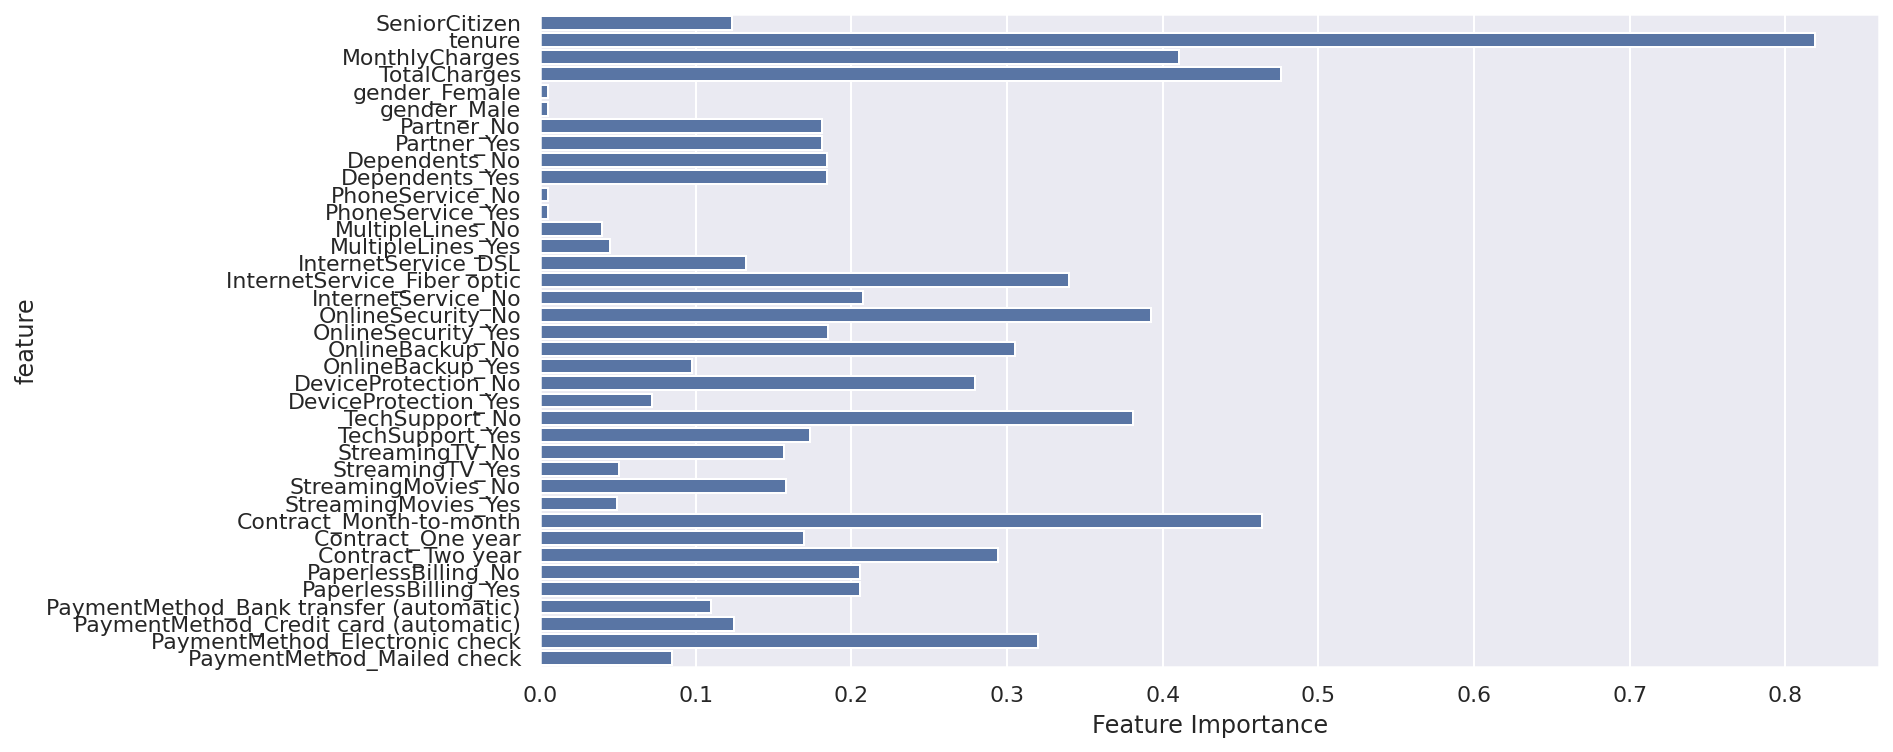 SeniorCitizen
tenure
MonthlyCharges
TotalCharges
gender_Female
gender_Male
Partner_No
Partner_Yes
Dependents_No
Dependents_Yes
PhoneService_No
PhoneService_Yes
MultipleLines_No
MultipleLines_Yes
InternetService_DSL
InternetService_Fiber optic
InternetService_No
OnlineSecurity_No
OnlineSecurity_Yes
OnlineBackup_No
OnlineBackup_Yes
DeviceProtection_No
DeviceProtection_Yes
TechSupport_No
TechSupport_Yes
StreamingTV_No
StreamingTV_Yes
StreamingMovies_No
StreamingMovies_Yes
Contract_Month-to-month
Contract_One year
Contract_Two year
PaperlessBilling_No
PaperlessBilling_Yes
PaymentMethod_Bank transfer (automatic)
PaymentMethod_Credit card (automatic)
PaymentMethod_Electronic check
PaymentMethod_Mailed check
feature
0.0 0.1 0.2 0.3 0.4 0.5 0.6 0.7 0.8
Feature Importance